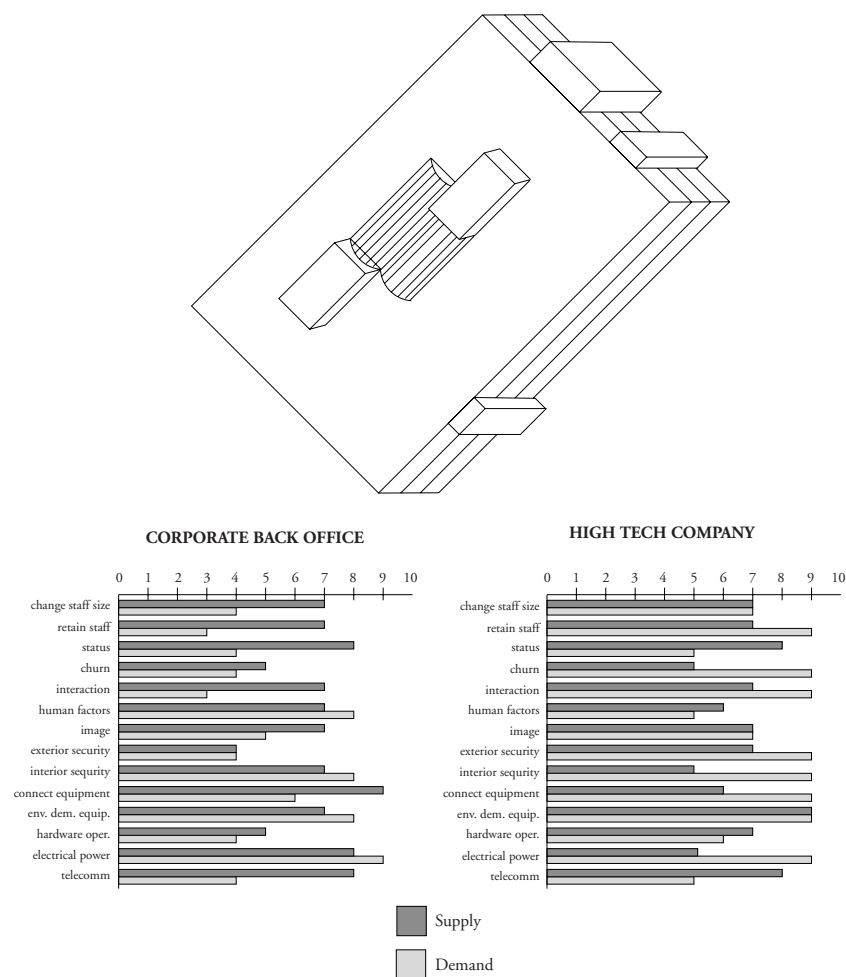 CORPORATE BACK OFFICE
0 1 2 3 4 5 6 7 8 9 10
change staff size
retain staff
status
churn
interaction
human factors
image
exterior security
interior sequrity
connect equipment
env. dem. equip.
hardware oper.
electrical power
telecomm
HIGH TECH COMPANY
0 1 2 3 4 5 6 7 8 9 10
change staff size
retain staff
status
churn
interaction
human factors
image
exterior security
interior sequrity
connect equipment
env. dem. equip.
hardware oper.
electrical power
telecomm
Supply
Demand